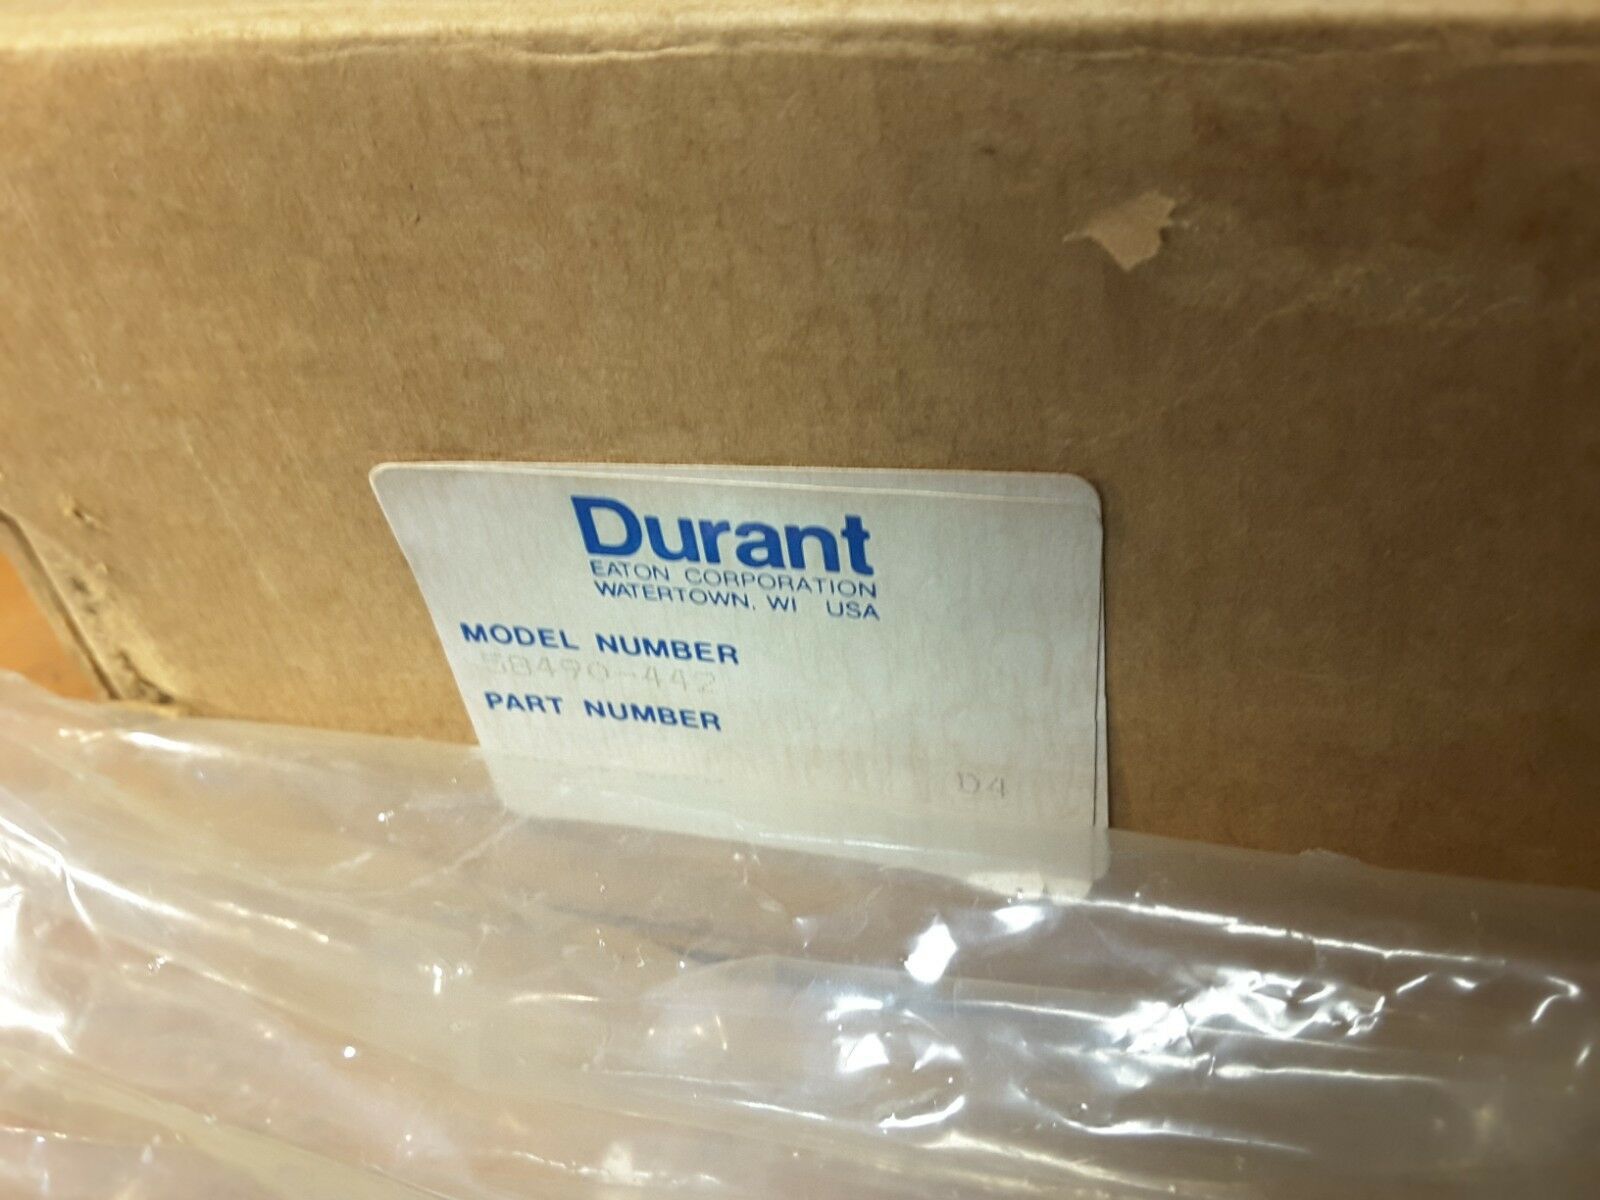 Durant
EATON CORPORATION
WATERTOWN, WI USA
MODEL NUMBER
58490-442
PART NUMBER
D4